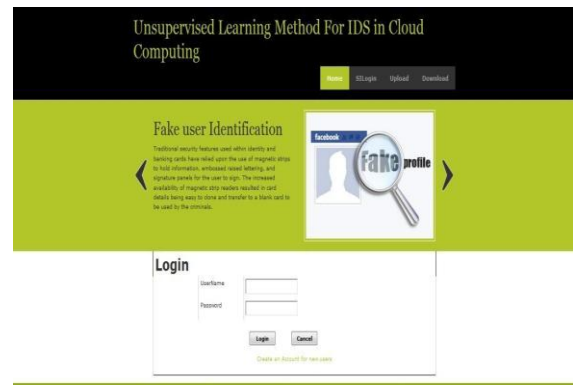 Unsupervised Learning Method For IDS in Cloud
Computing
Home SILogin Upload Download
Fake user Identification
Traditional security features used within identity and
banking cards have relied upon the use of magnetic strips
to hold information, embossed raised lettering, and
signature panels for the user to sign. The increased
availability of magnetic strip readers resulted in card
details being easy to clone and transfer to a blank card to
be used by the criminals.
facebook
fake profile
Login
UserName
Password
Login Cancel
Create an Account for new users